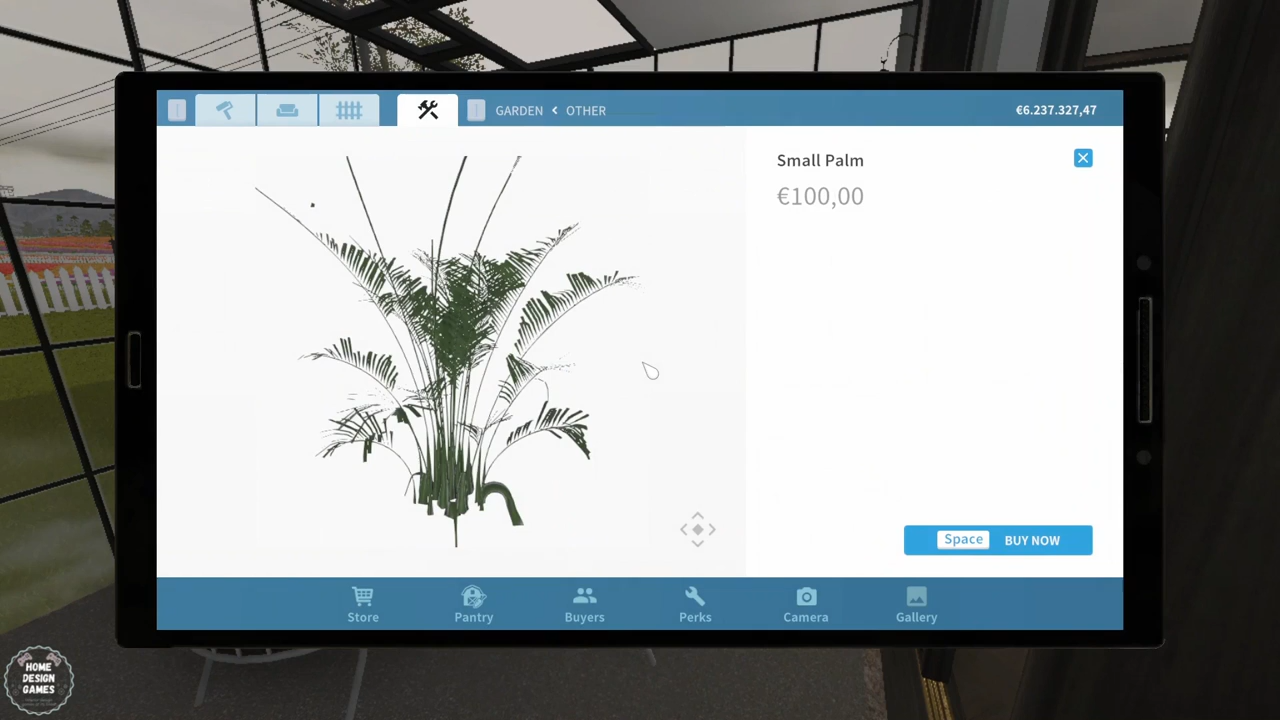 GARDEN < OTHER
€6.237.327,47
Small Palm
€100,00
Space BUY NOW
Store
Pantry
Buyers
Perks
Camera
Gallery
HOME
DESIGN
GAMES